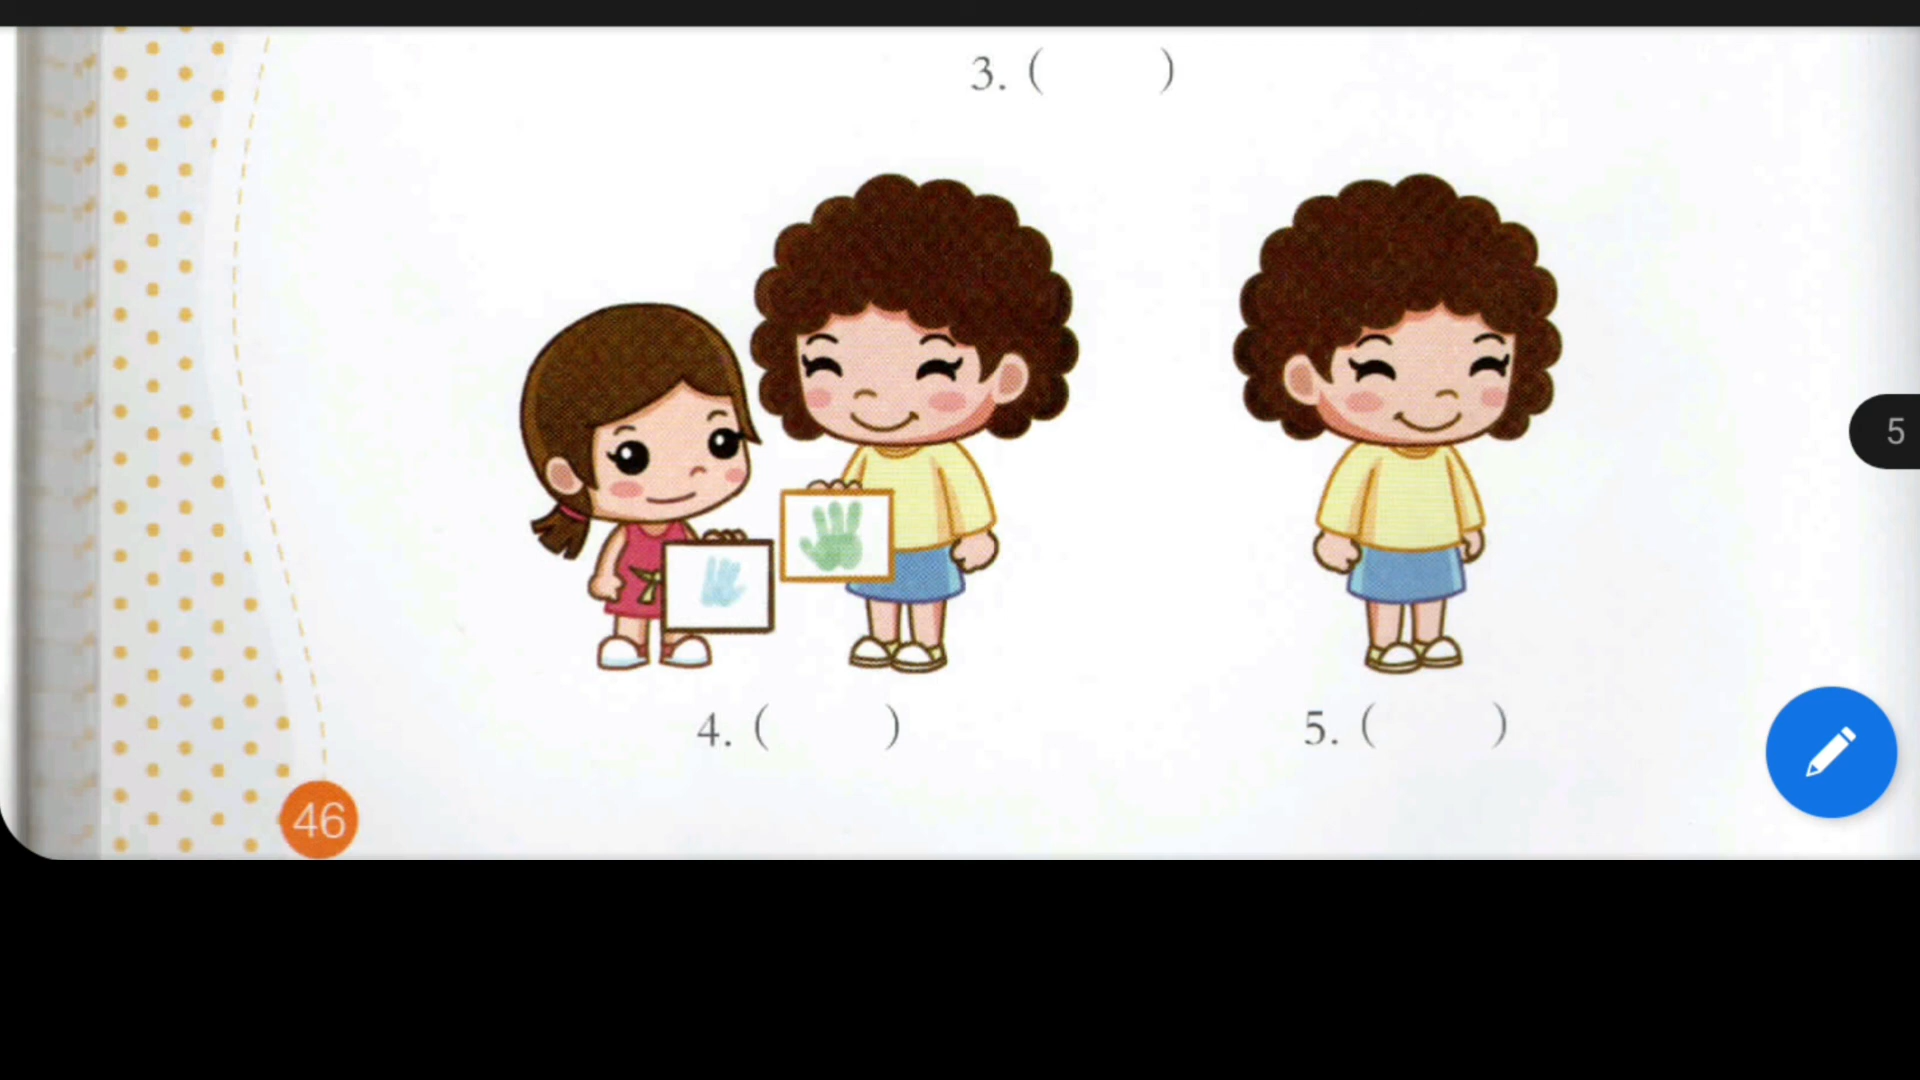 3. (        )
5
4. (        )    5. (        )
46